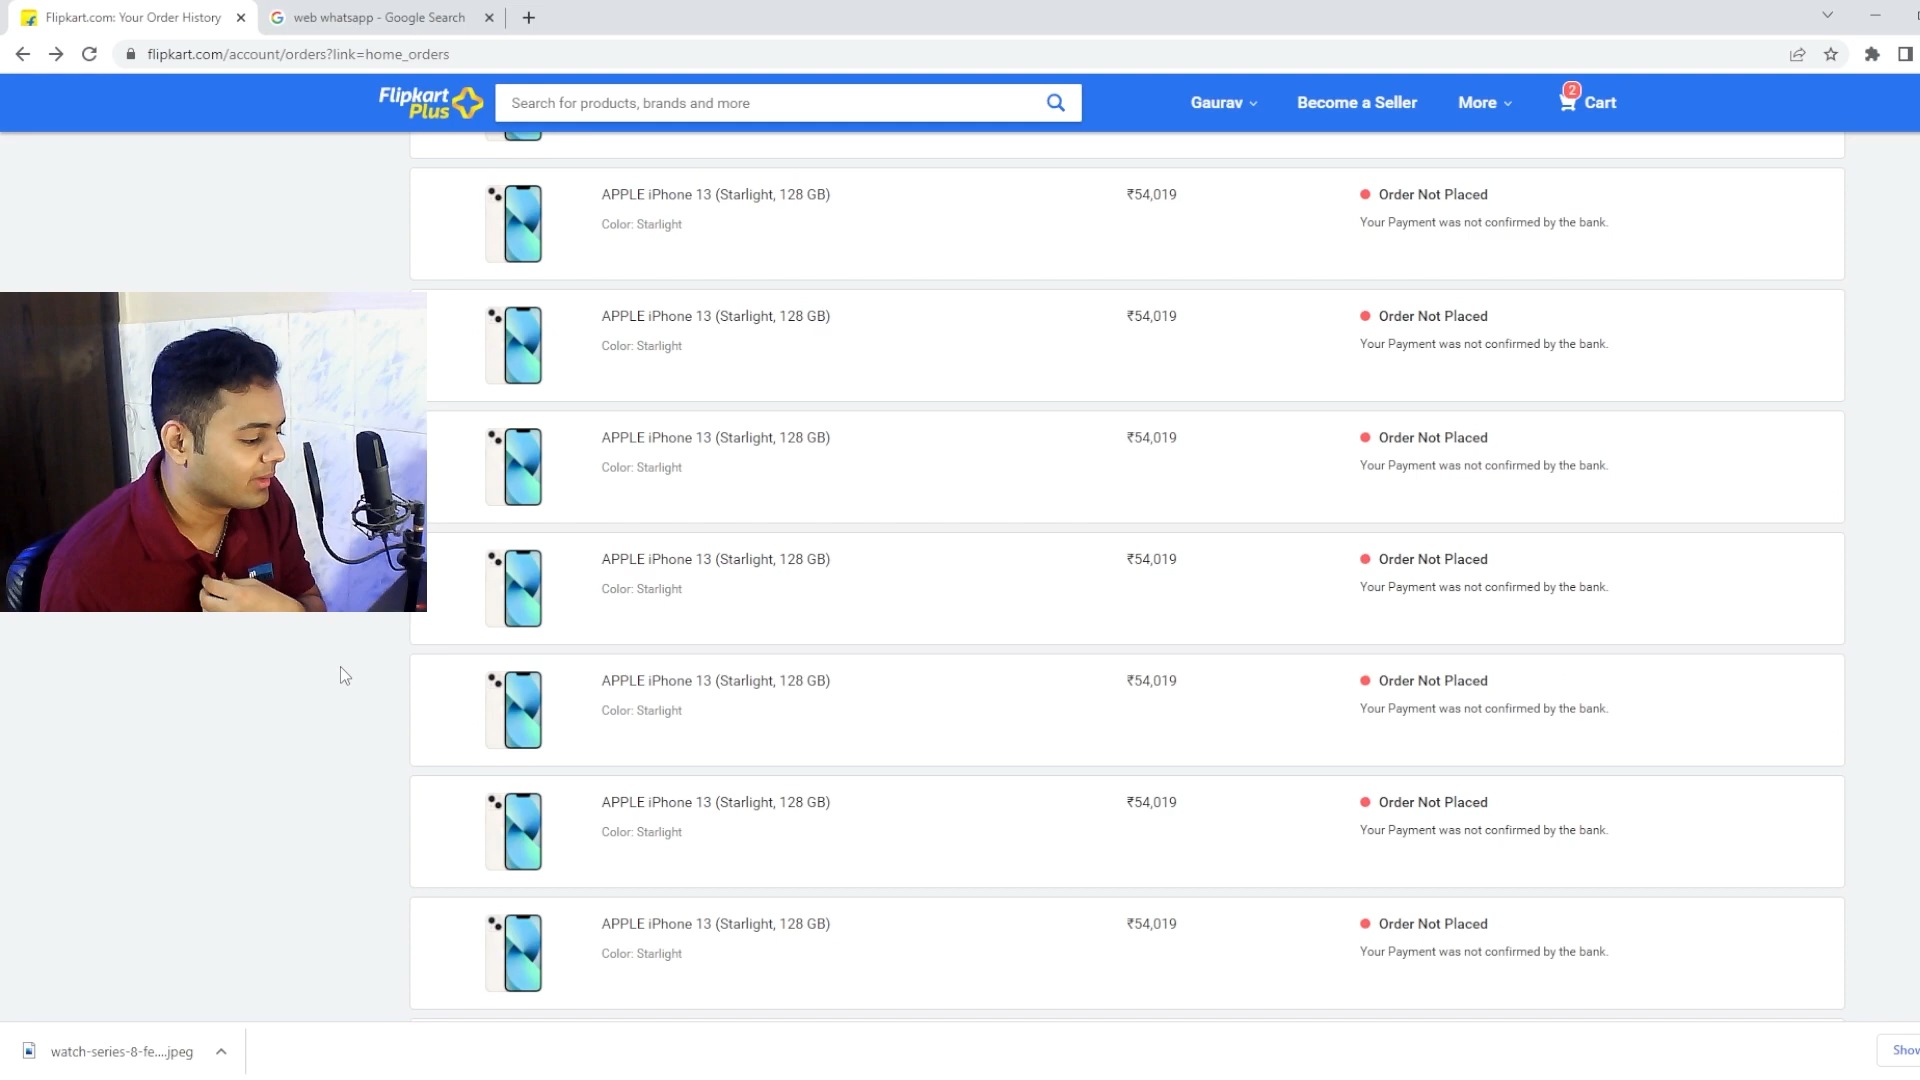 Flipkart.com: Your Order History
web whatsapp - Google Search
flipkart.com/account/orders?link=home_orders
Flipkart
Plus
Search for products, brands and more
Gaurav
Become a Seller
More
2
Cart
APPLE iPhone 13 (Starlight, 128 GB) ₹54,019 Order Not Placed
Color: Starlight Your Payment was not confirmed by the bank.
APPLE iPhone 13 (Starlight, 128 GB) ₹54,019 Order Not Placed
Color: Starlight Your Payment was not confirmed by the bank.
APPLE iPhone 13 (Starlight, 128 GB) ₹54,019 Order Not Placed
Color: Starlight Your Payment was not confirmed by the bank.
APPLE iPhone 13 (Starlight, 128 GB) ₹54,019 Order Not Placed
Color: Starlight Your Payment was not confirmed by the bank.
APPLE iPhone 13 (Starlight, 128 GB) ₹54,019 Order Not Placed
Color: Starlight Your Payment was not confirmed by the bank.
APPLE iPhone 13 (Starlight, 128 GB) ₹54,019 Order Not Placed
Color: Starlight Your Payment was not confirmed by the bank.
APPLE iPhone 13 (Starlight, 128 GB) ₹54,019 Order Not Placed
Color: Starlight Your Payment was not confirmed by the bank.
watch-series-8-fe....jpeg
Show